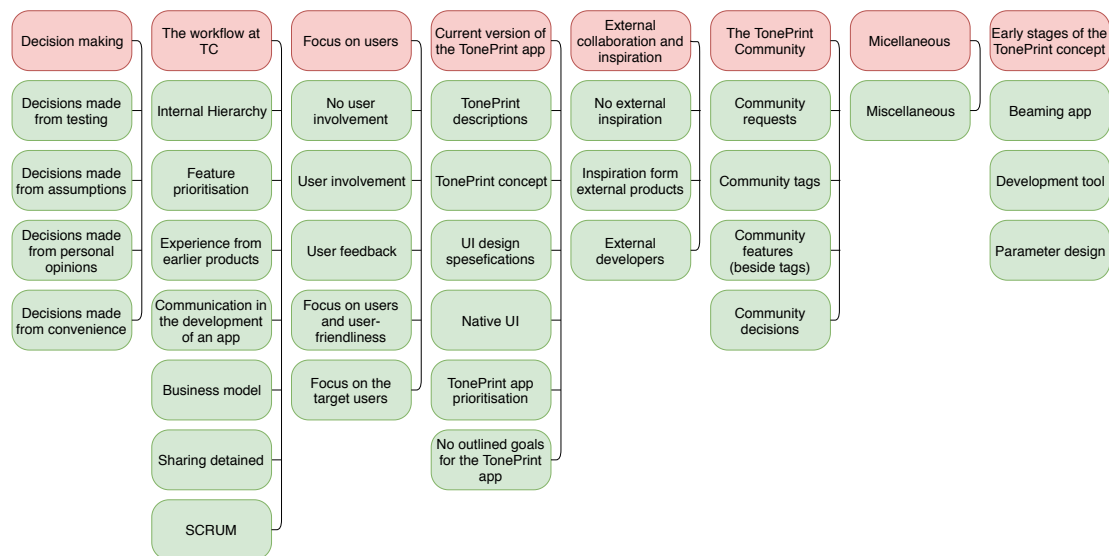 Decision making
Decisions made
from testing
Decisions made
from assumptions
Decisions made
from personal
opinions
Decisions made
from convenience
The workflow at
TC
Internal Hierarchy
Feature
prioritisation
Experience from
earlier products
Communication in
the development
of an app
Business model
Sharing detained
SCRUM
Focus on users
No user
involvement
User involvement
User feedback
Focus on users
and user-
friendliness
Focus on the
target users
Current version
of the TonePrint app
TonePrint
descriptions
TonePrint concept
UI design
spesefications
Native UI
TonePrint app
prioritisation
No outlined goals
for the TonePrint
app
External
collaboration and
inspiration
No external
inspiration
Inspiration form
external products
External
developers
The TonePrint
Community
Community
requests
Community tags
Community
features
(beside tags)
Community
decisions
Micellaneous
Miscellaneous
Early stages of the
TonePrint concept
Beaming app
Development tool
Parameter design